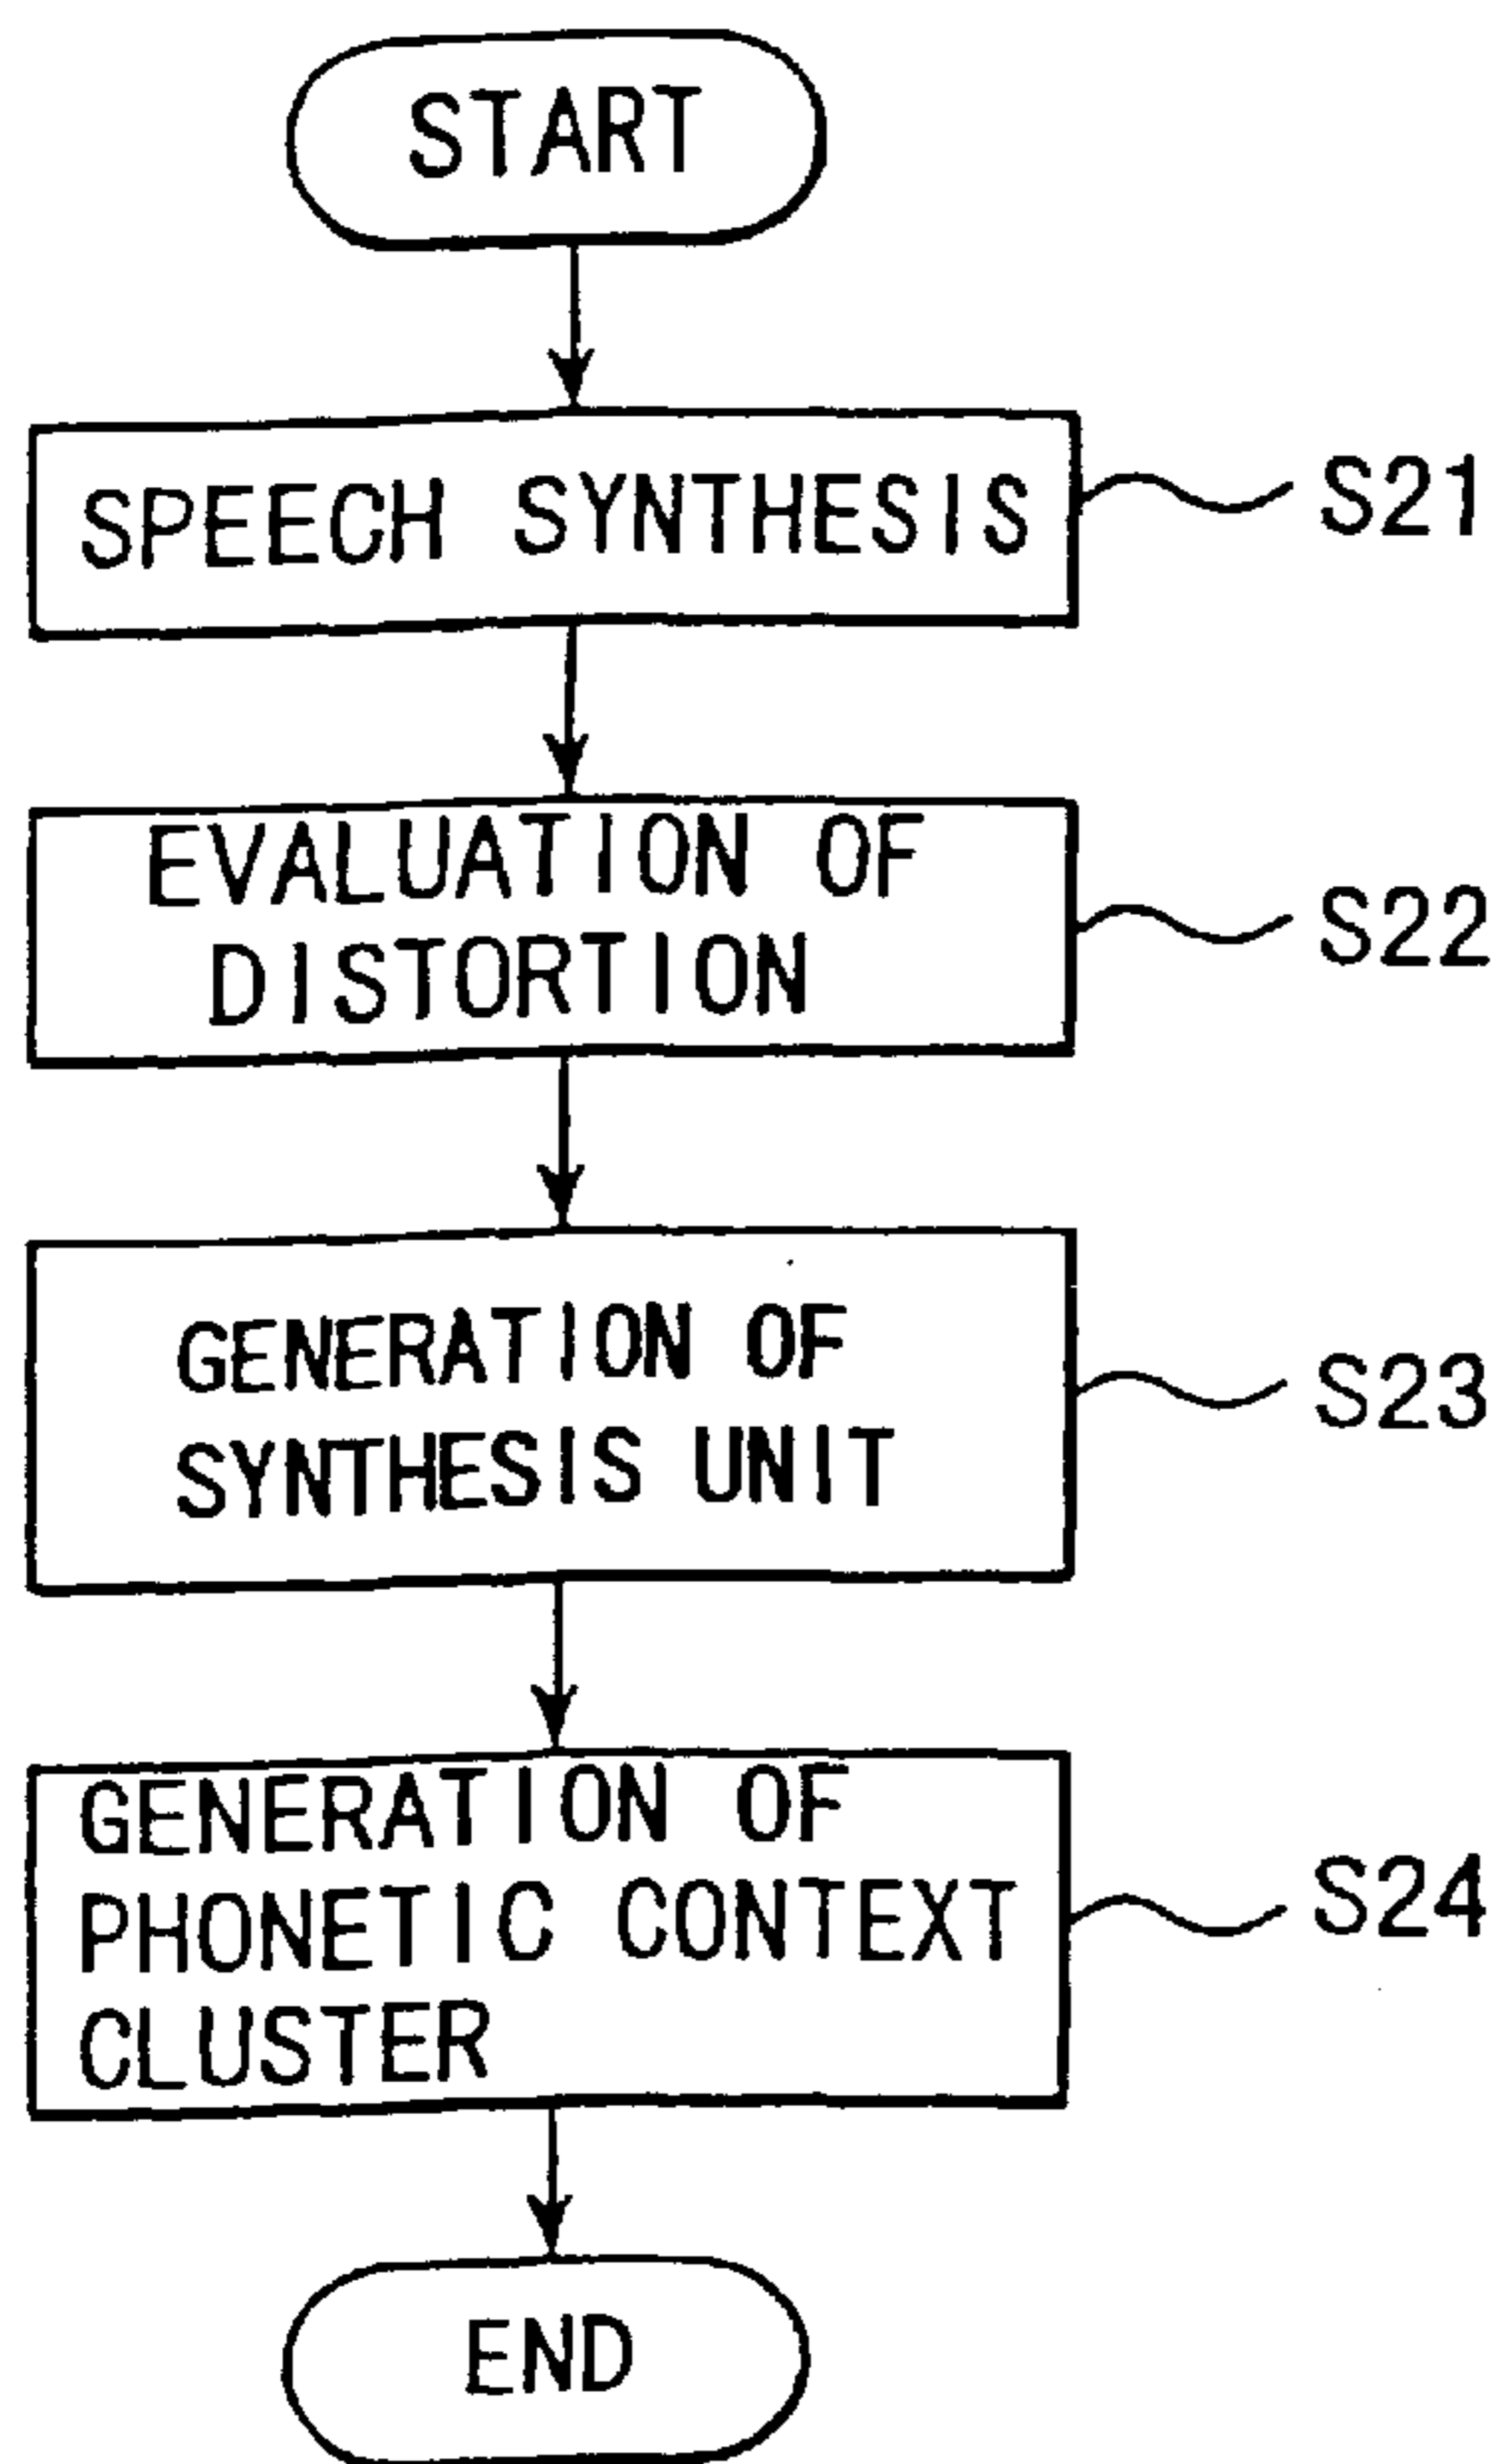 START
SPEECH SYNTHESIS
S21
EVALUATION OF
DISTORTION
S22
GENERATION OF
SYNTHESIS UNIT
S23
GENERATION OF
PHONETIC CONTEXT
CLUSTER
S24
END